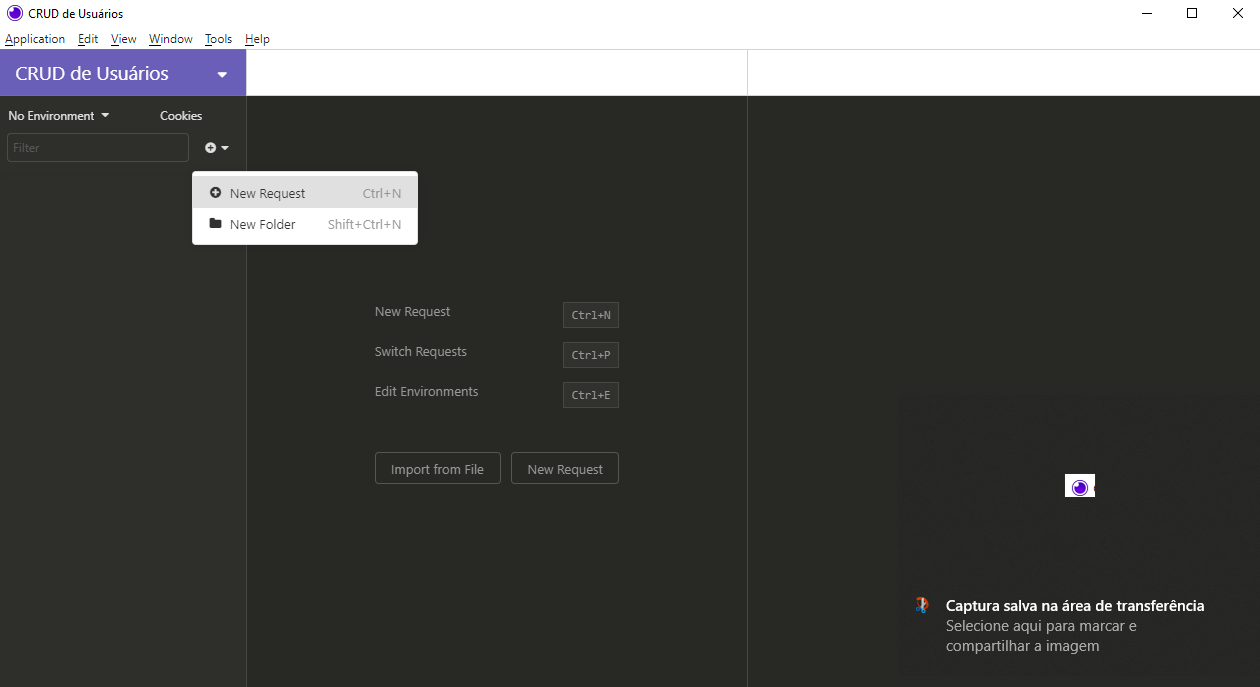 CRUD de Usuários
Application Edit View Window Tools Help
CRUD de Usuários
No Environment Cookies
Filter
New Request Ctrl+N
New Folder Shift+Ctrl+N
New Request Ctrl+N
Switch Requests Ctrl+P
Edit Environments Ctrl+E
Import from File New Request
Captura salva na área de transferência
Selecione aqui para marcar e
compartilhar a imagem